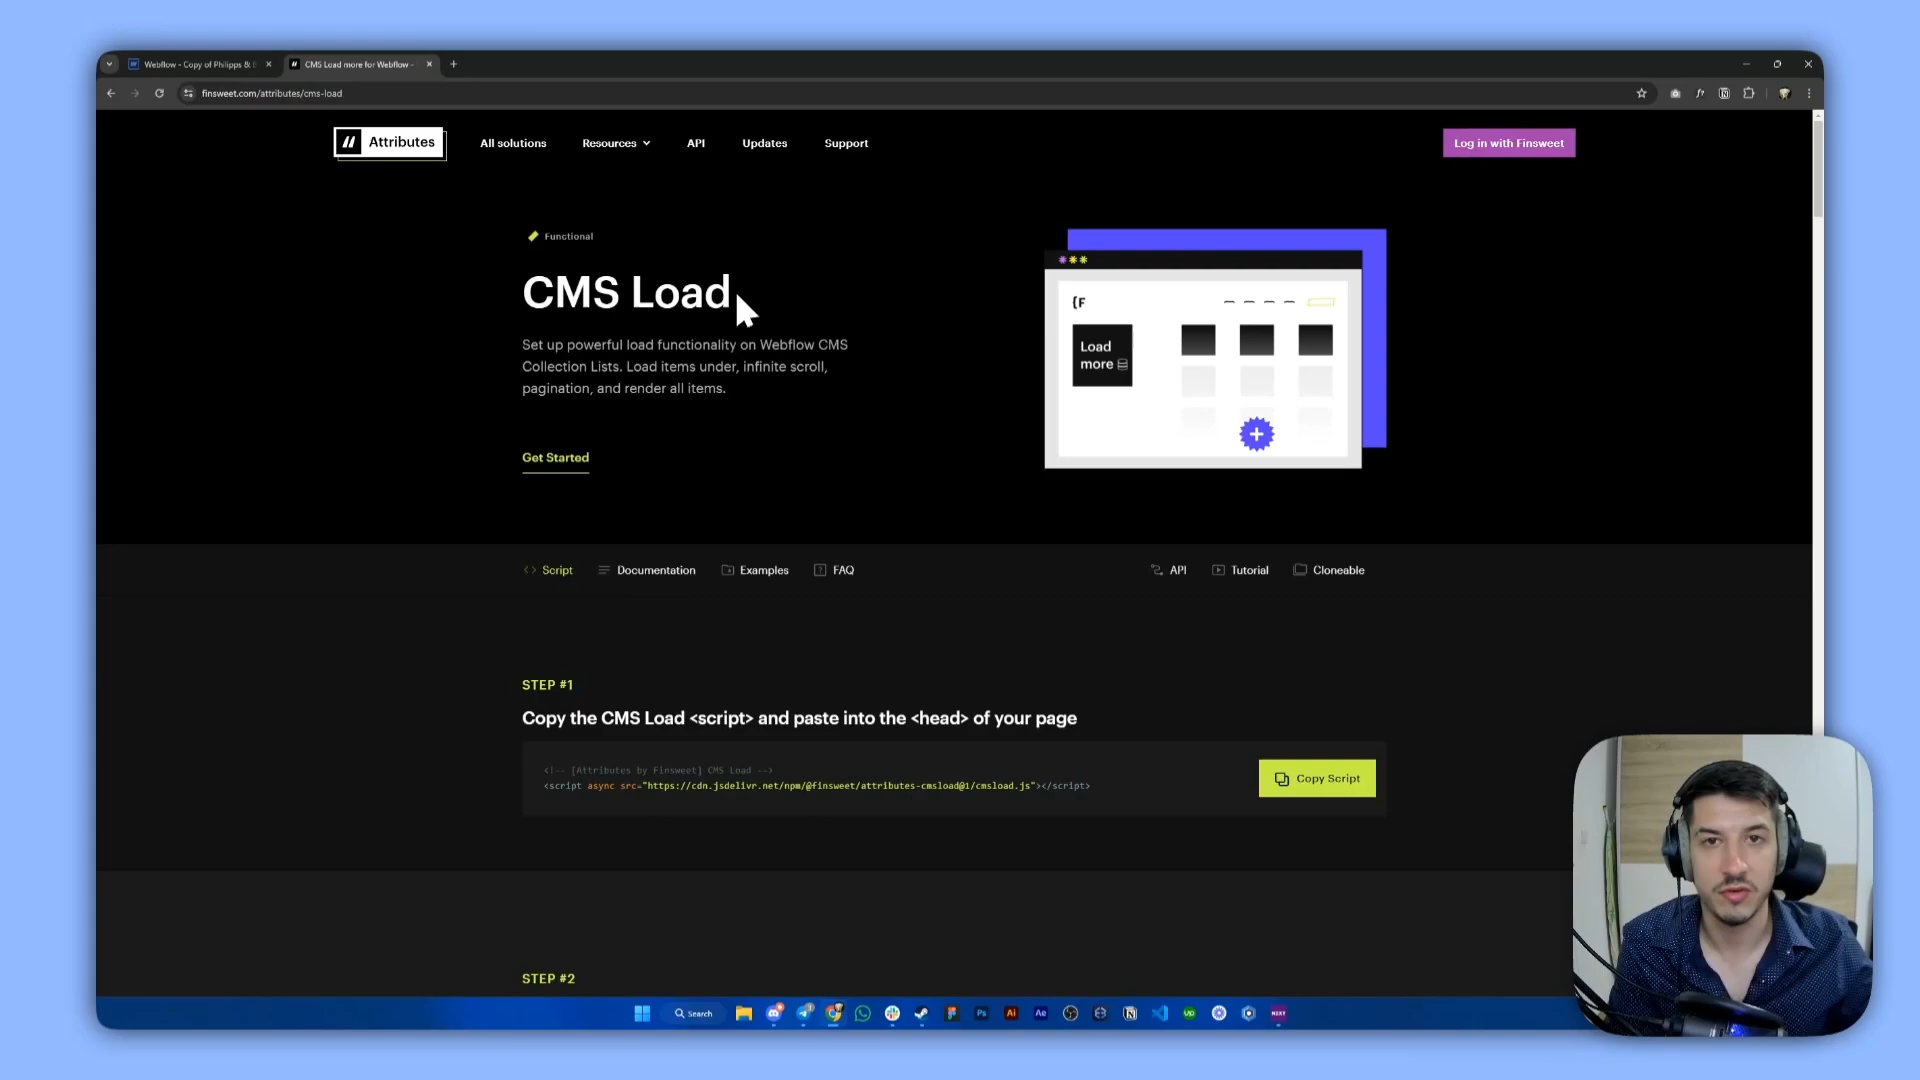 Webflow - Copy of Philipps &
CMS Load more for Webflow -
finsweet.com/attributes/cms-load
Attributes
All solutions
Resources
API
Updates
Support
Log in with Finsweet
Functional
CMS Load
Set up powerful load functionality on Webflow CMS
Collection Lists. Load items under, infinite scroll,
pagination, and render all items.
Get Started
{F
Load
more
Script
Documentation
Examples
FAQ
API
Tutorial
Cloneable
STEP #1
Copy the CMS Load <script> and paste into the <head> of your page
<!-- [Attributes by Finsweet] CMS Load -->
<script async src="https://cdn.jsdelivr.net/npm/@finsweet/attributes-cmsload@1/cmsload.js"></script>
Copy Script
STEP #2
Search
Ps
Ai
Ae